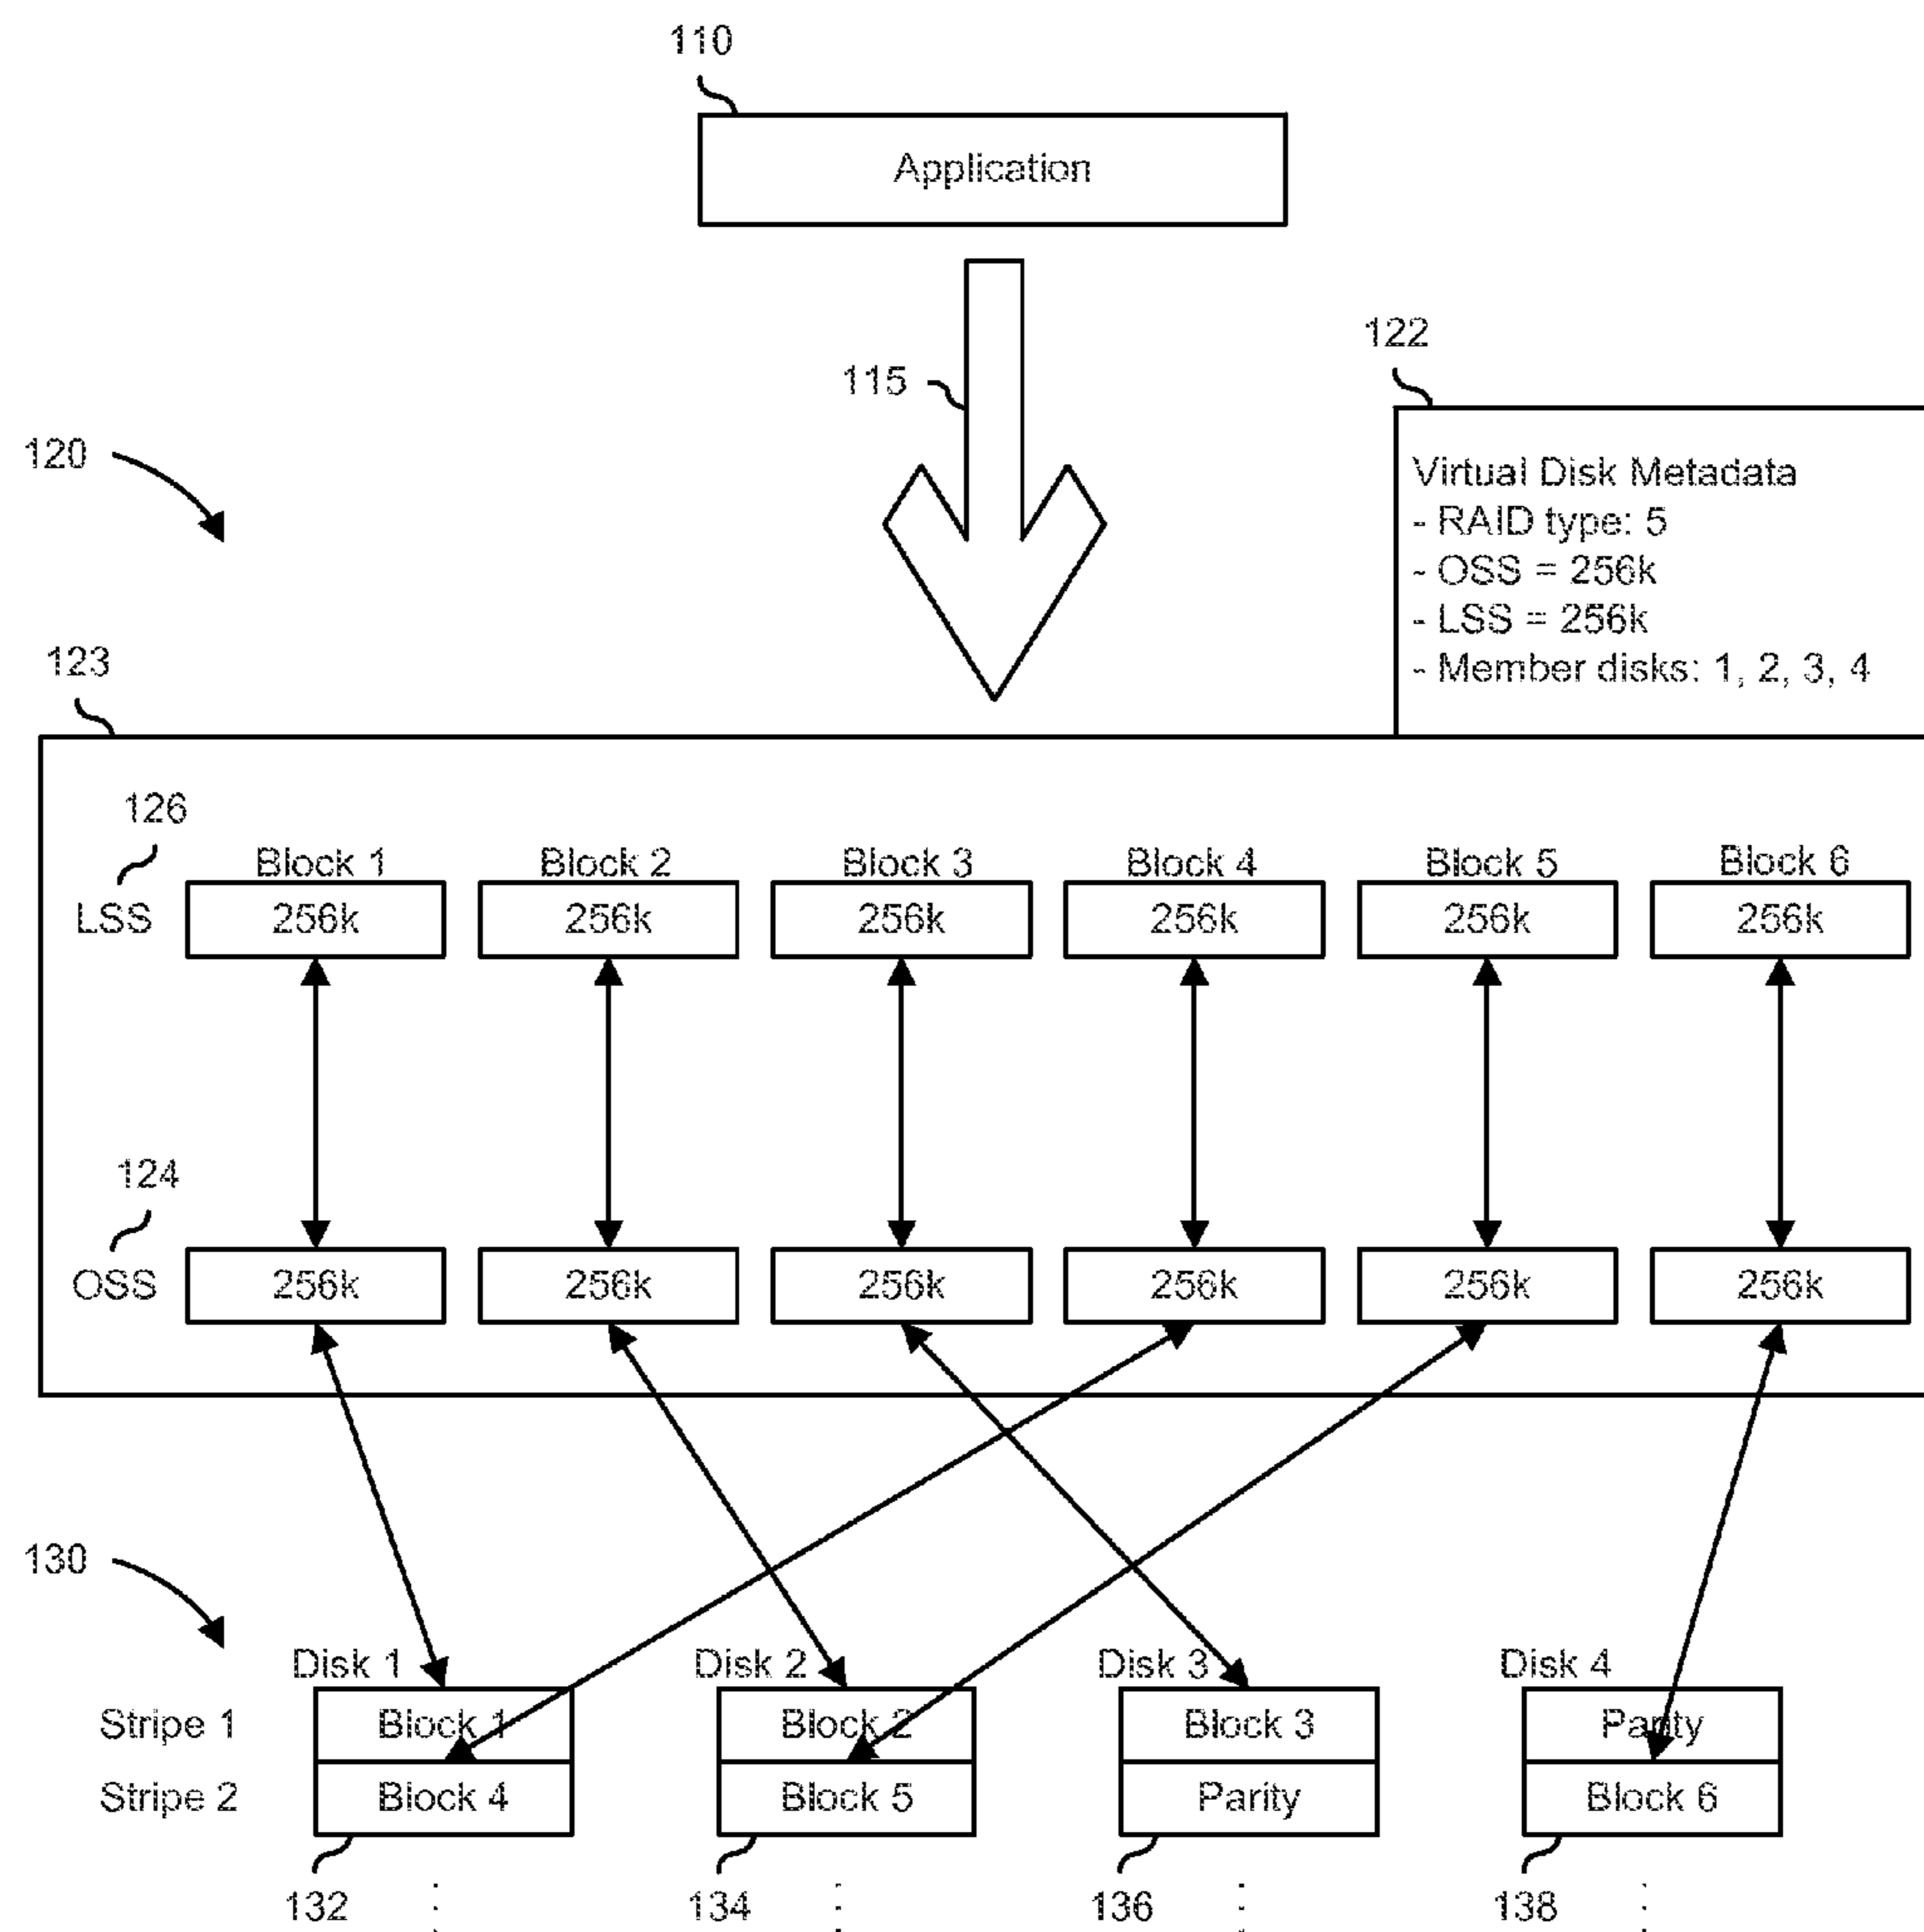 110
Application
115
122
120
Virtual Disk Metadata
- RAID type: 5
- OSS = 256k
- LSS = 256k
- Member disks: 1, 2, 3, 4
123
126
Block 1 Block 2 Block 3 Block 4 Block 5 Block 6
LSS 256k 256k 256k 256k 256k 256k
124
OSS 256k 256k 256k 256k 256k 256k
130
Disk 1 Disk 2 Disk 3 Disk 4
Stripe 1 Block 1 Block 2 Block 3 Parity
Stripe 2 Block 4 Block 5 Parity Block 6
132 134 136 138